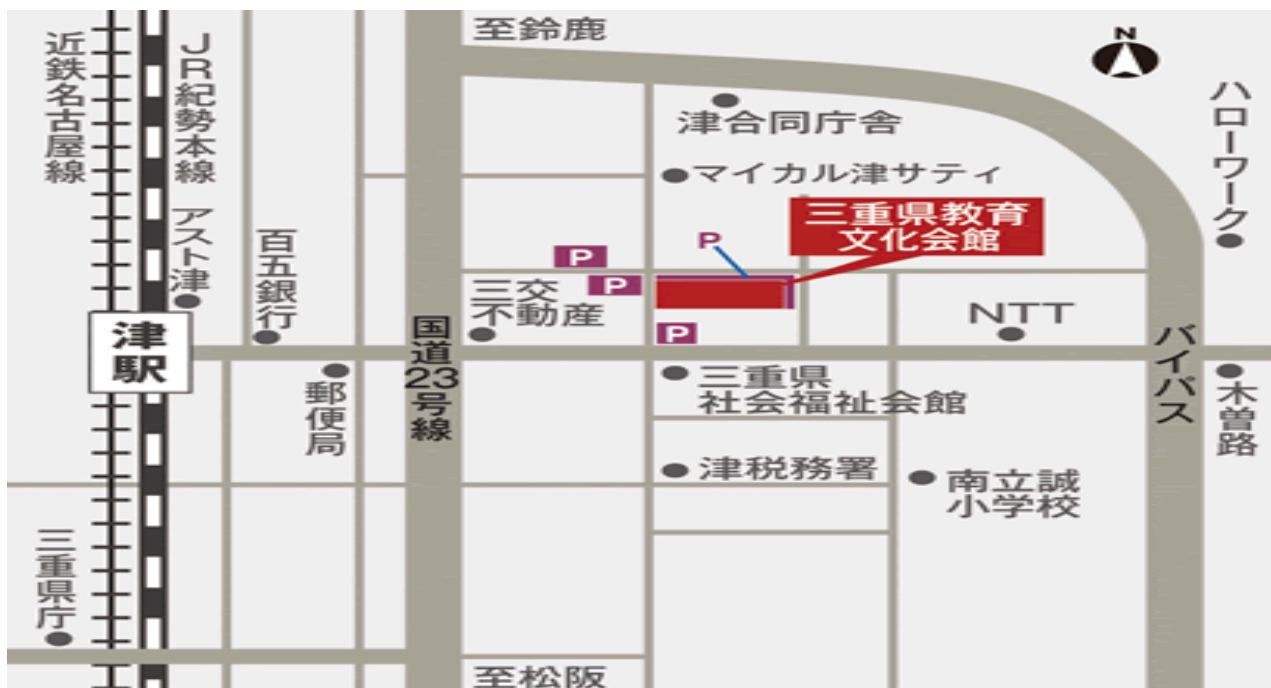 至鈴鹿
N
近鉄名古屋線
JR紀勢本線
ハローワーク
津合同庁舎
マイカル津サティ
アスト津
百五銀行
三重県教育
文化会館
P
P
P
三交
不動産
NTT
津
駅
国道23号線
P
バイパス
郵便局
三重県
社会福祉会館
木曽路
津税務署
南立誠
小学校
三重県庁
至松阪